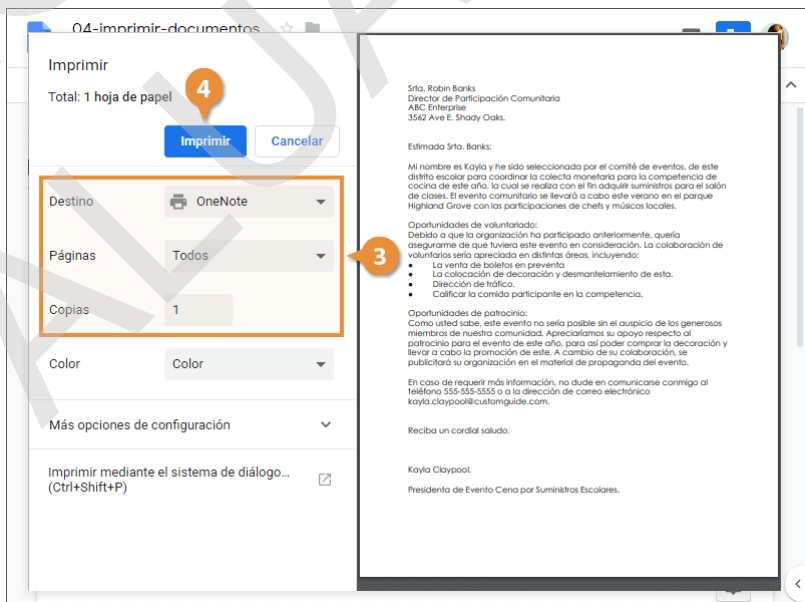 04-imprimir-documentos
Imprimir
Total: 1 hoja de papel
4
Imprimir Cancelar
Destino OneNote
Páginas Todos
3
Copias 1
Color Color
Más opciones de configuración
Imprimir mediante el sistema de diálogo...
(Ctrl+Shift+P)
Srta. Robin Banks
Director de Participación Comunitaria
ABC Enterprise
3562 Ave E. Shady Oaks.
Estimada Srta. Banks:
Mi nombre es Kayla y he sido seleccionada por el comité de eventos, de este
distrito escolar para coordinar la colecta monetaria para la competencia de
cocina de este año, la cual se realiza con el fin adquirir suministros para el salón
de clases. El evento comunitario se llevará a cabo este verano en el parque
Highland Grove con las participaciones de chefs y músicos locales.
Oportunidades de voluntariado:
Debido a que la organización ha participado anteriormente, quería
asegurarme de que tuviera este evento en consideración. La colaboración de
voluntarios sería apreciada en distintas áreas, incluyendo:
• La venta de boletos en preventa
• La colocación de decoración y desmantelamiento de esta.
• Dirección de tráfico.
• Calificar la comida participante en la competencia.
Oportunidades de patrocinio:
Como usted sabe, este evento no sería posible sin el auspicio de los generosos
miembros de nuestra comunidad. Apreciaríamos su apoyo respecto al
patrocinio para el evento de este año, para así poder comprar la decoración y
llevar a cabo la promoción de este. A cambio de su colaboración, se
publicitará su organización en el material de propaganda del evento.
En caso de requerir más información, no dude en comunicarse conmigo al
teléfono 555-555-5555 o a la dirección de correo electrónico
kayla.claypool@customguide.com.
Reciba un cordial saludo.
Kayla Claypool.
Presidenta de Evento Cena por Suministros Escolares.